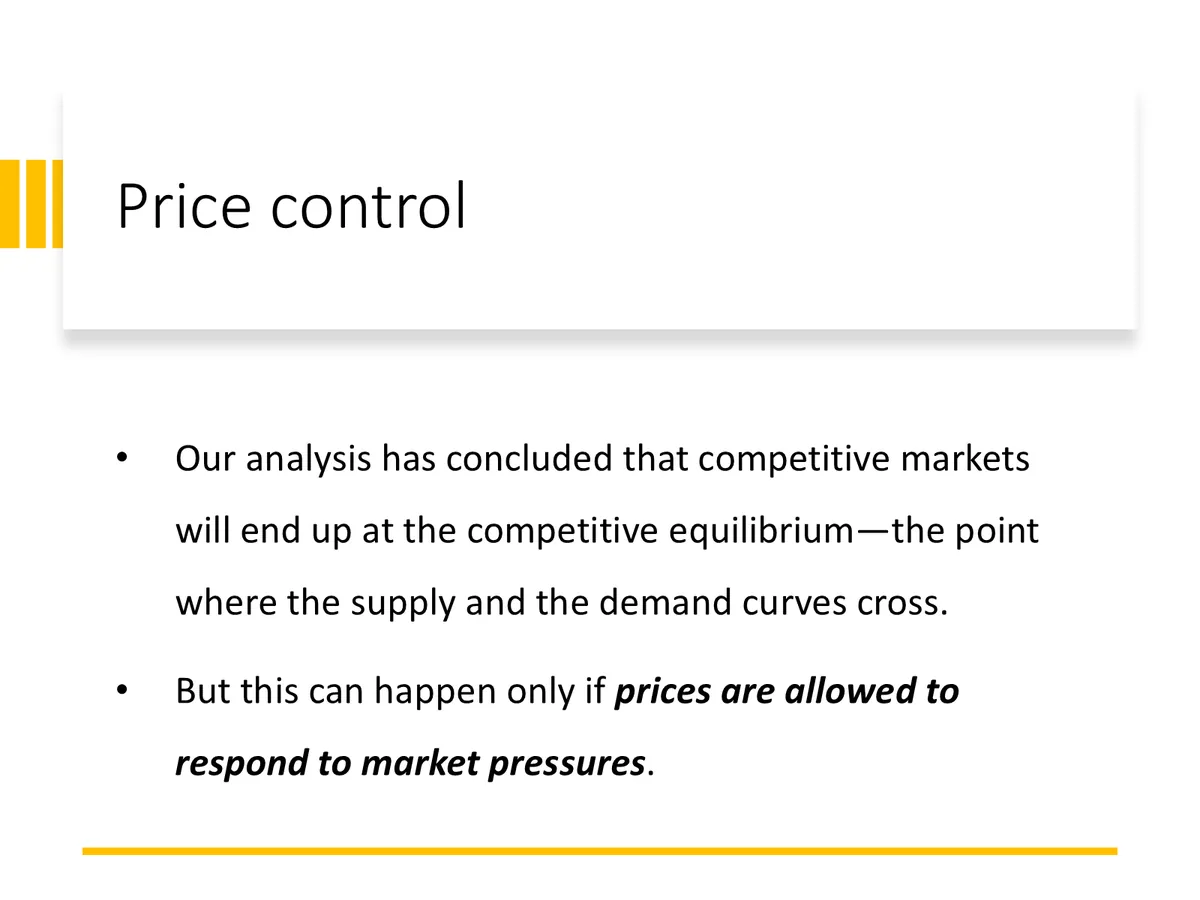 Price control
• Our analysis has concluded that competitive markets
will end up at the competitive equilibrium—the point
where the supply and the demand curves cross.
• But this can happen only if prices are allowed to
respond to market pressures.